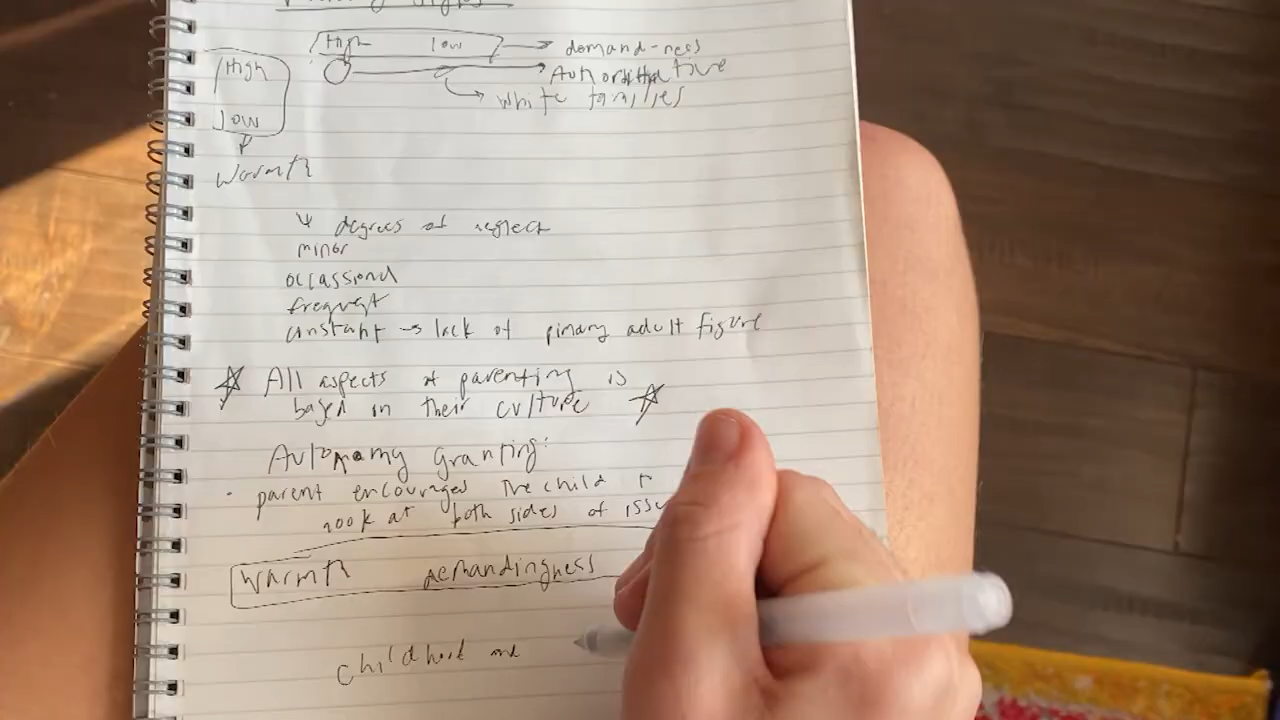 High low → demand-ness
Authoritative
White families
High
low
Warmth
↓ degrees of neglect
minor
occassional
frequent
constant → lack of pimary adult figure
☆ All aspects of parenting is
based in their culture ☆
Autonomy Granting:
• parent encourages the child to
look at both sides of issu
Warmth demandingness
childhood and